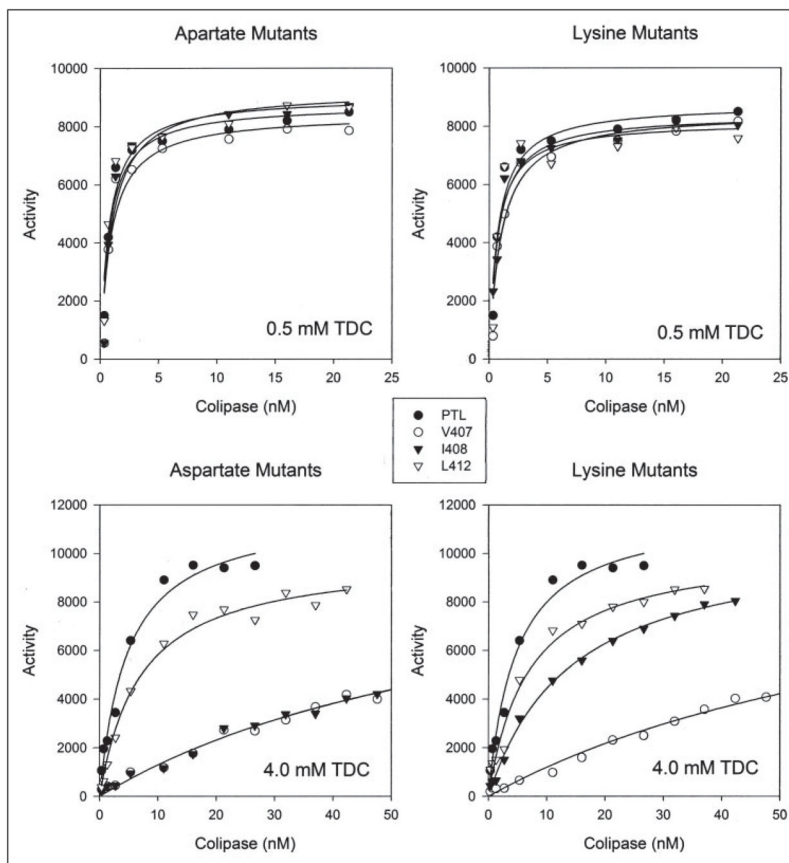 Apartate Mutants
10000
8000
6000
4000
2000
0
Activity
0.5 mM TDC
0 5 10 15 20 25
Colipase (nM)
Lysine Mutants
10000
8000
6000
4000
2000
0
Activity
0.5 mM TDC
0 5 10 15 20 25
Colipase (nM)
PTL
V407
I408
L412
Aspartate Mutants
12000
10000
8000
6000
4000
2000
0
Activity
4.0 mM TDC
0 10 20 30 40 50
Colipase (nM)
Lysine Mutants
12000
10000
8000
6000
4000
2000
0
Activity
4.0 mM TDC
0 10 20 30 40 50
Colipase (nM)